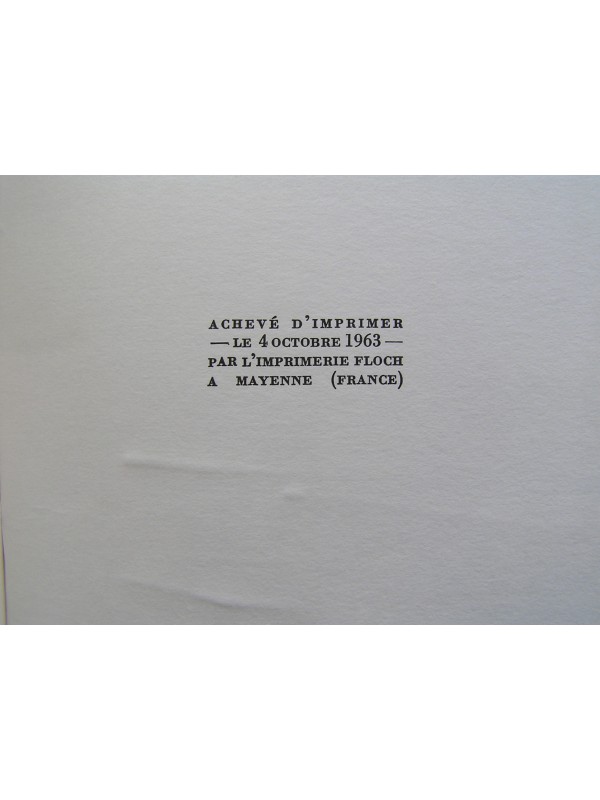 ACHEVÉ D'IMPRIMER
— LE 4 OCTOBRE 1963 —
PAR L'IMPRIMERIE FLOCH
A MAYENNE (FRANCE)